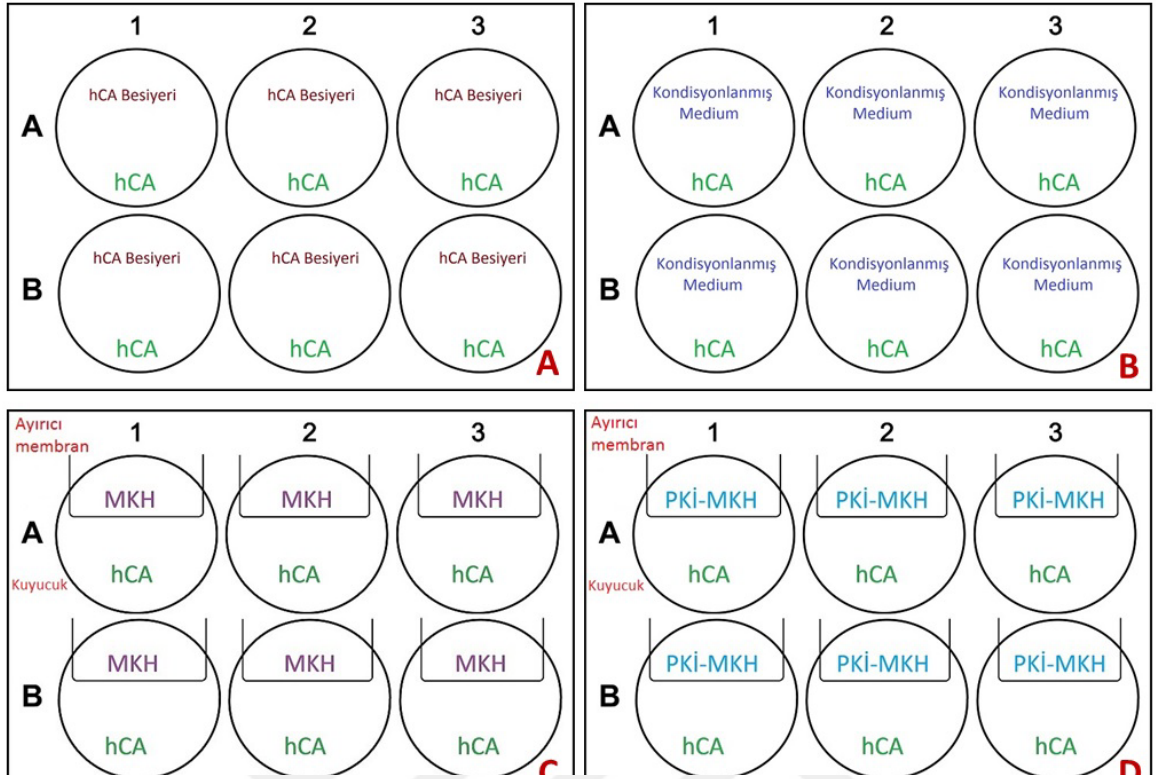 1 2 3
A
hCA Besiyeri hCA Besiyeri hCA Besiyeri
hCA hCA hCA
B
hCA Besiyeri hCA Besiyeri hCA Besiyeri
hCA hCA hCA
A
1 2 3
A
Kondisyonlanmış Kondisyonlanmış Kondisyonlanmış
Medium Medium Medium
hCA hCA hCA
B
Kondisyonlanmış Kondisyonlanmış Kondisyonlanmış
Medium Medium Medium
hCA hCA hCA
B
Ayırıcı
membran
1 2 3
A
MKH MKH MKH
Kuyucuk
hCA hCA hCA
B
MKH MKH MKH
hCA hCA hCA
C
Ayırıcı
membran
1 2 3
A
PKİ-MKH PKİ-MKH PKİ-MKH
Kuyucuk
hCA hCA hCA
B
PKİ-MKH PKİ-MKH PKİ-MKH
hCA hCA hCA
D